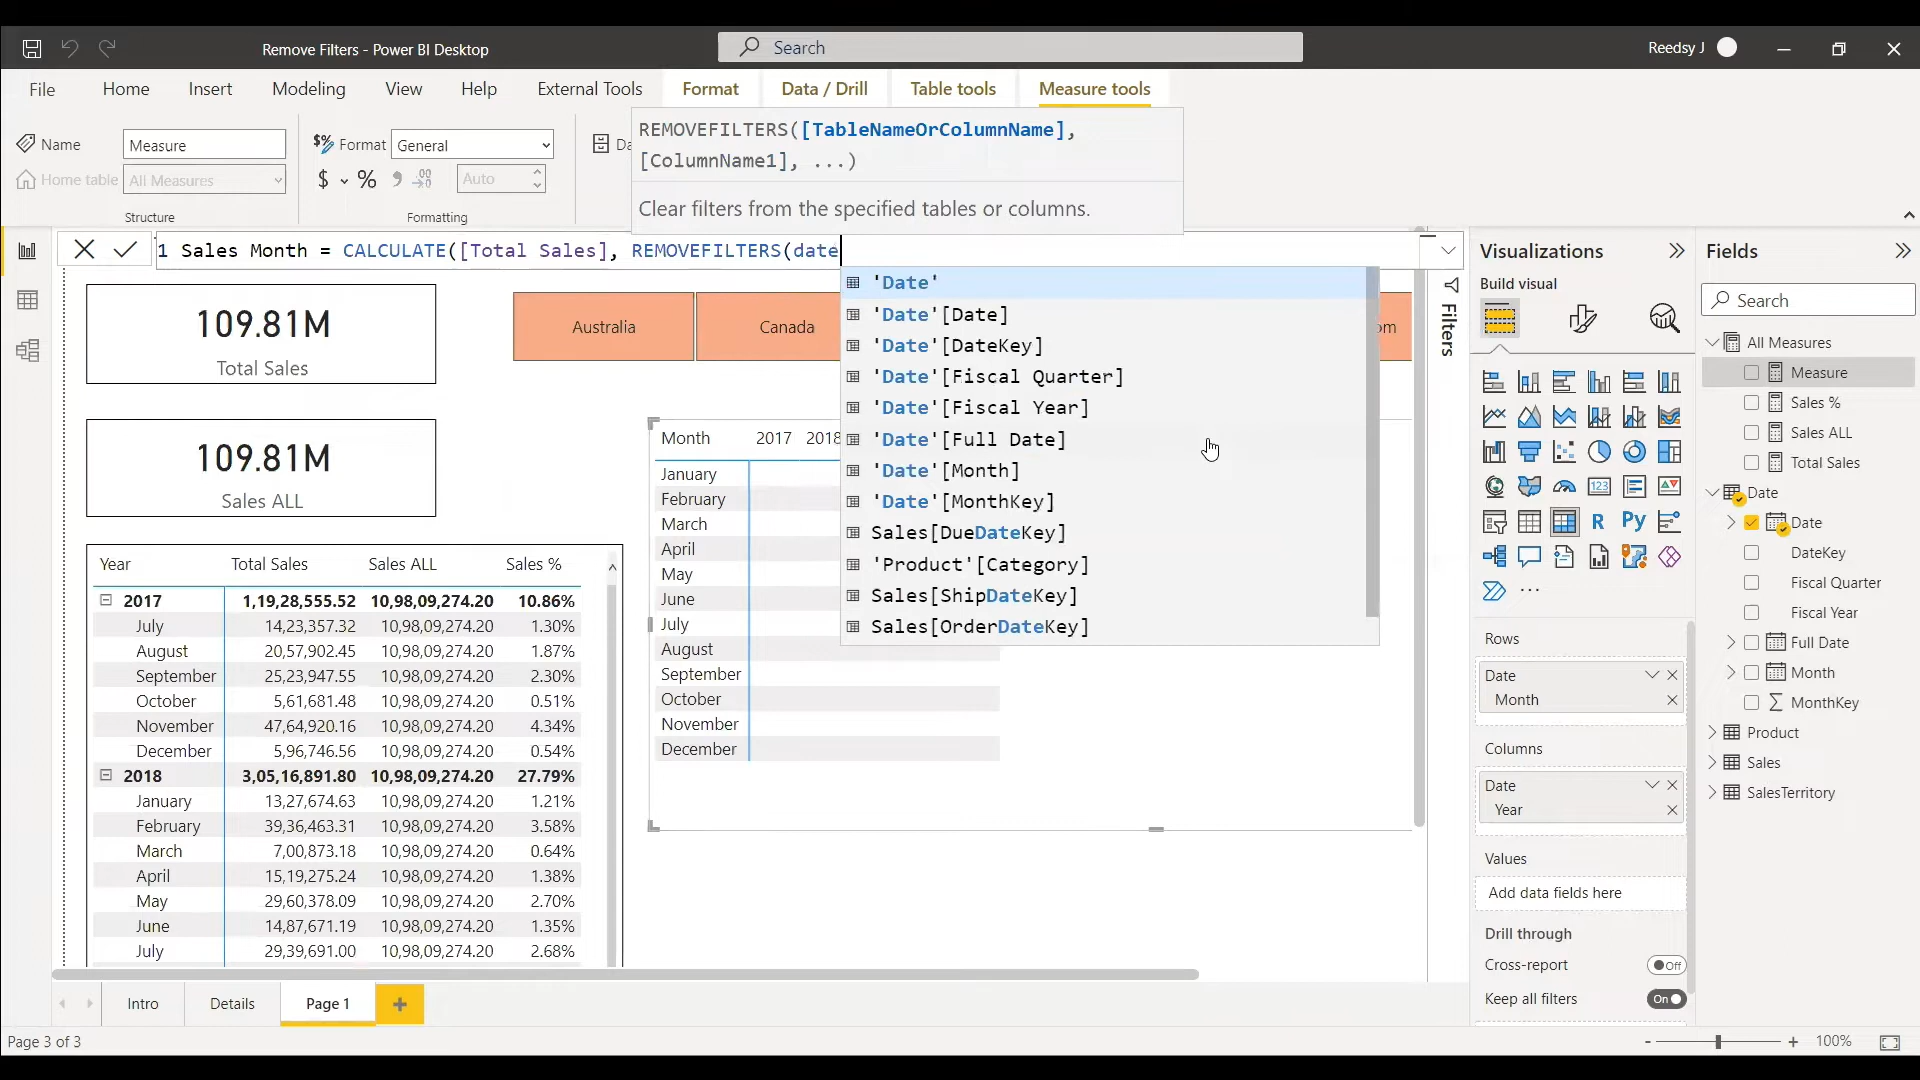 Remove Filters - Power BI Desktop
Search
Reedsy J
File
Home
Insert
Modeling
View
Help
External Tools
Format
Data / Drill
Table tools
Measure tools
Name
Measure
Home table
All Measures
Structure
Format
General
$
%
Auto
Formatting
Da
REMOVEFILTERS([TableNameOrColumnName],
[ColumnName1], ...)
Clear filters from the specified tables or columns.
1 Sales Month = CALCULATE([Total Sales], REMOVEFILTERS(date
'Date'
'Date'[Date]
'Date'[DateKey]
'Date'[Fiscal Quarter]
'Date'[Fiscal Year]
'Date'[Full Date]
'Date'[Month]
'Date'[MonthKey]
Sales[DueDateKey]
'Product'[Category]
Sales[ShipDateKey]
Sales[OrderDateKey]
109.81M
Total Sales
109.81M
Sales ALL
Australia
Canada
om
Year Total Sales Sales ALL Sales %
2017 1,19,28,555.52 10,98,09,274.20 10.86%
July 14,23,357.32 10,98,09,274.20 1.30%
August 20,57,902.45 10,98,09,274.20 1.87%
September 25,23,947.55 10,98,09,274.20 2.30%
October 5,61,681.48 10,98,09,274.20 0.51%
November 47,64,920.16 10,98,09,274.20 4.34%
December 5,96,746.56 10,98,09,274.20 0.54%
2018 3,05,16,891.80 10,98,09,274.20 27.79%
January 13,27,674.63 10,98,09,274.20 1.21%
February 39,36,463.31 10,98,09,274.20 3.58%
March 7,00,873.18 10,98,09,274.20 0.64%
April 15,19,275.24 10,98,09,274.20 1.38%
May 29,60,378.09 10,98,09,274.20 2.70%
June 14,87,671.19 10,98,09,274.20 1.35%
July 29,39,691.00 10,98,09,274.20 2.68%
Month 2017 2018
January
February
March
April
May
June
July
August
September
October
November
December
Filters
Visualizations
Build visual
R
Py
123
Rows
Date
Month
Columns
Date
Year
Values
Add data fields here
Drill through
Cross-report
Off
Keep all filters
On
Fields
Search
All Measures
Measure
Sales %
Sales ALL
Total Sales
Date
Date
DateKey
Fiscal Quarter
Fiscal Year
Full Date
Month
MonthKey
Product
Sales
SalesTerritory
Intro
Details
Page 1
Page 3 of 3
100%